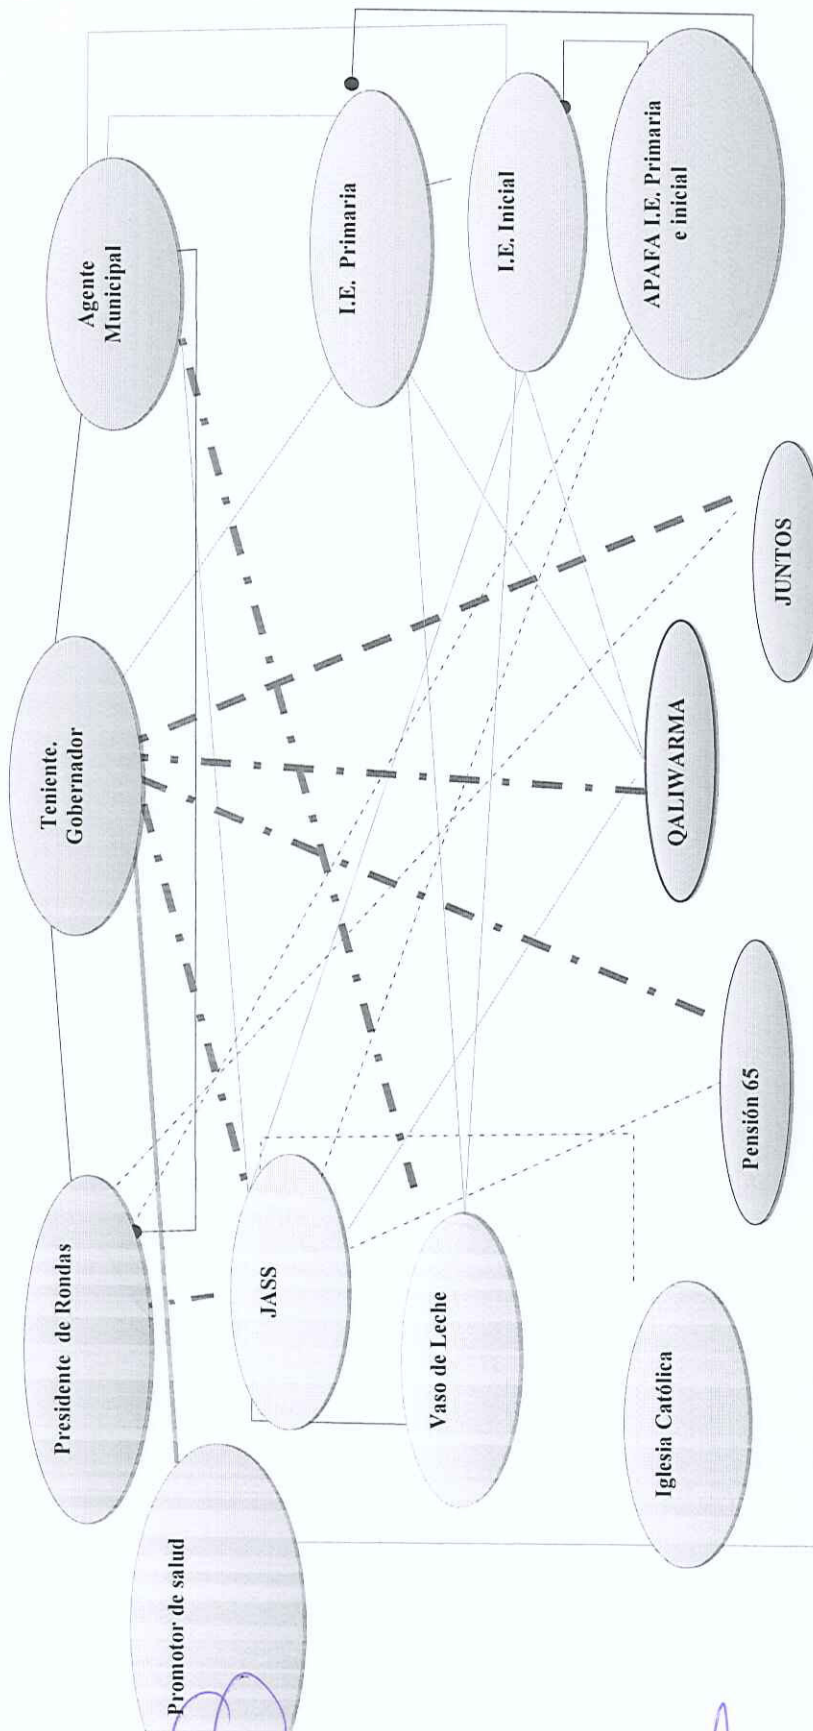 Promotor de salud
Presidente de Rondas
Teniente.
Gobernador
Agente
Municipal
JASS
I.E. Primaria
Vaso de Leche
I.E. Inicial
Iglesia Católica
Pensión 65
QALIWARMA
JUNTOS
APAFA I.E. Primaria
e inicial